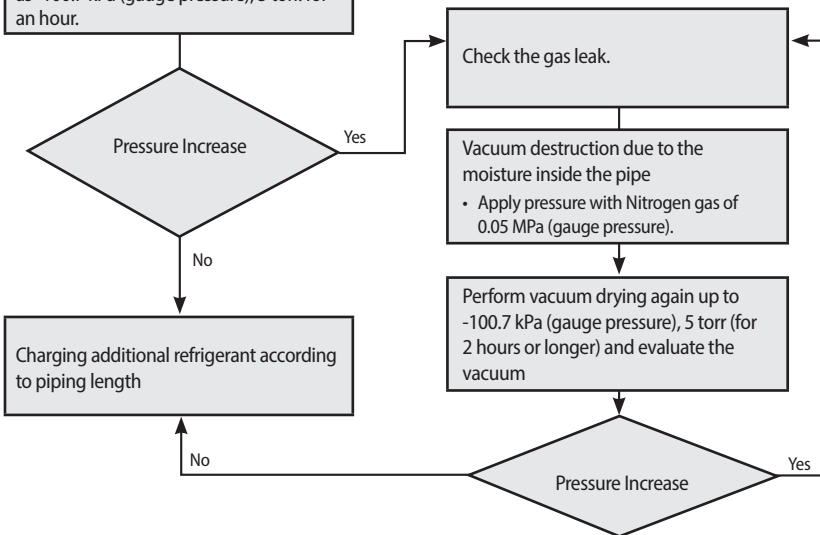 an hour.
Pressure Increase
Yes
No
Charging additional refrigerant according
to piping length
Check the gas leak.
Vacuum destruction due to the
moisture inside the pipe
• Apply pressure with Nitrogen gas of
0.05 MPa (gauge pressure).
Perform vacuum drying again up to
-100.7 kPa (gauge pressure), 5 torr (for
2 hours or longer) and evaluate the
vacuum
No
Pressure Increase
Yes